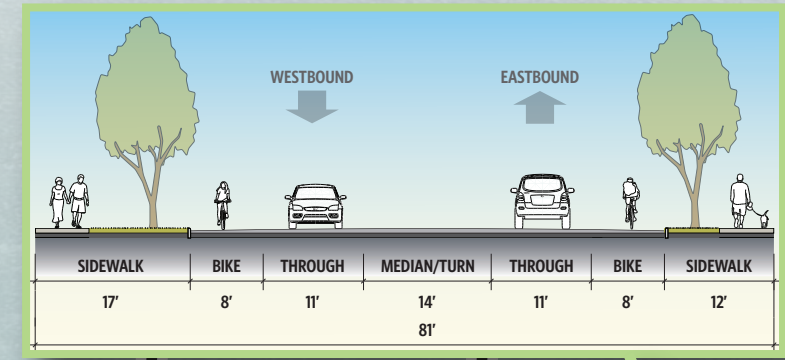 WESTBOUND EASTBOUND
SIDEWALK BIKE THROUGH MEDIAN/TURN THROUGH BIKE SIDEWALK
17' 8' 11' 14' 11' 8' 12'
81'